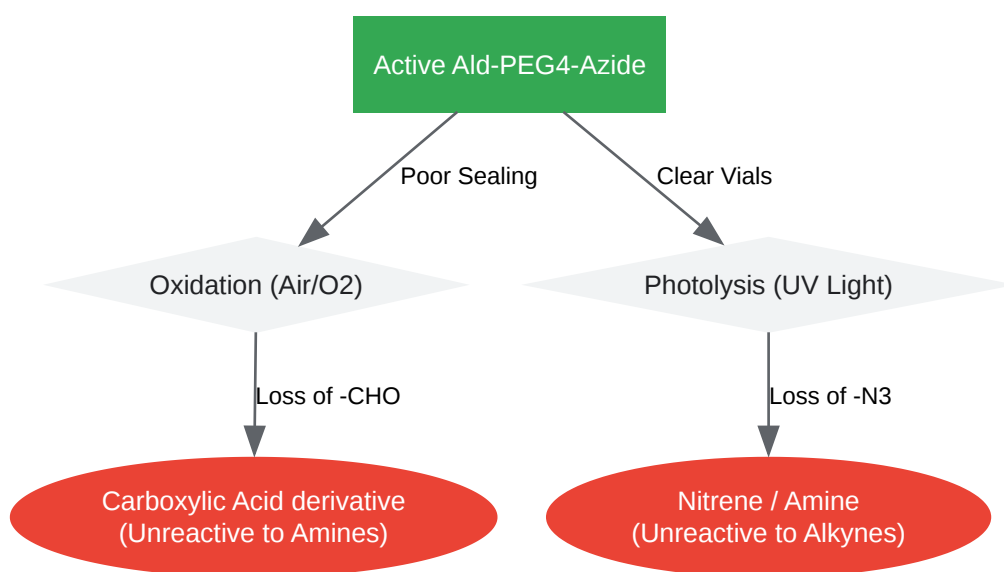 Active Ald-PEG4-Azide
Poor Sealing
Clear Vials
Oxidation (Air/O2)
Photolysis (UV Light)
Loss of -CHO
Loss of -N3
Carboxylic Acid derivative
(Unreactive to Amines)
Nitrene / Amine
(Unreactive to Alkynes)